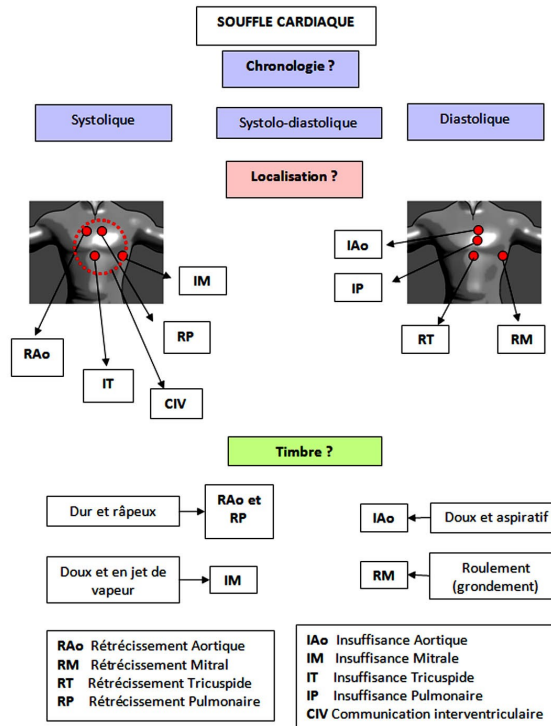 SOUFFLE CARDIAQUE
Chronologie ?
Systolique
Systolo-diastolique
Diastolique
Localisation ?
IM
RP
RAo
IT
CIV
IAo
IP
RT
RM
Timbre ?
Dur et râpeux
RAo et
RP
Doux et en jet de
vapeur
IM
IAo
Doux et aspiratif
RM
Roulement
(grondement)
RAo Rétrécissement Aortique
RM Rétrécissement Mitral
RT Rétrécissement Tricuspide
RP Rétrécissement Pulmonaire
IAo Insuffisance Aortique
IM Insuffisance Mitrale
IT Insuffisance Tricuspide
IP Insuffisance Pulmonaire
CIV Communication interventriculaire